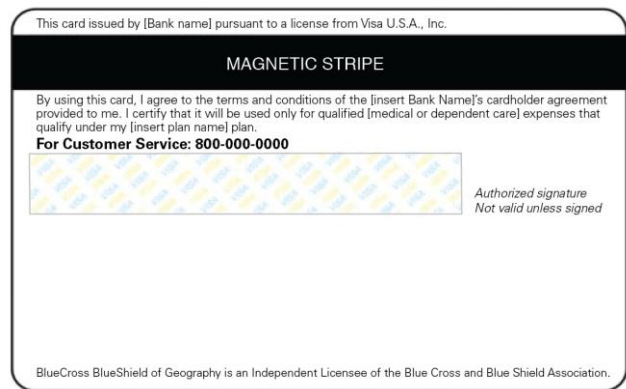 This card issued by [Bank name] pursuant to a license from Visa U.S.A., Inc.
MAGNETIC STRIPE
By using this card, I agree to the terms and conditions of the [insert Bank Name]'s cardholder agreement
provided to me. I certify that it will be used only for qualified [medical or dependent care] expenses that
qualify under my [insert plan name] plan.
For Customer Service: 800-000-0000
VISA
Authorized signature
Not valid unless signed
BlueCross BlueShield of Geography is an Independent Licensee of the Blue Cross and Blue Shield Association.